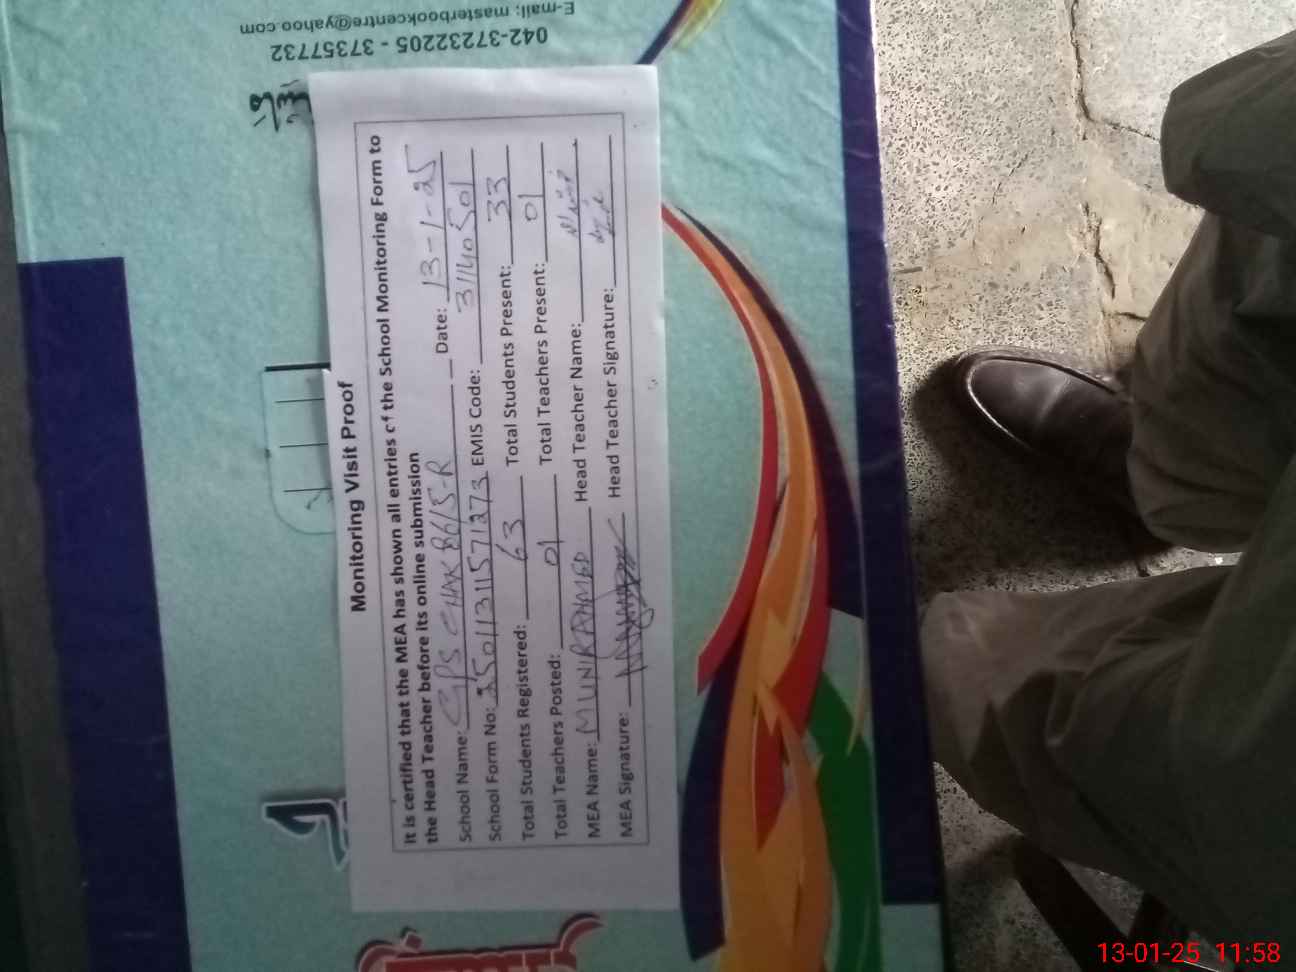 Monitoring Visit Proof
It is certified that the MEA has shown all entries of the School Monitoring Form to
the Head Teacher before its online submission
School Name: GPS CHAK 86/5-R Date: 13-1-25
School Form No: 25011311571273 EMIS Code: 31140501
Total Students Registered: 63 Total Students Present: 33
Total Teachers Posted: 01 Total Teachers Present: 01
MEA Name: MUNIR AHMED Head Teacher Name:
MEA Signature: Head Teacher Signature:
042-37232205 - 37357732
E-mail: masterbookcentre@yahoo.com
13-01-25 11:58